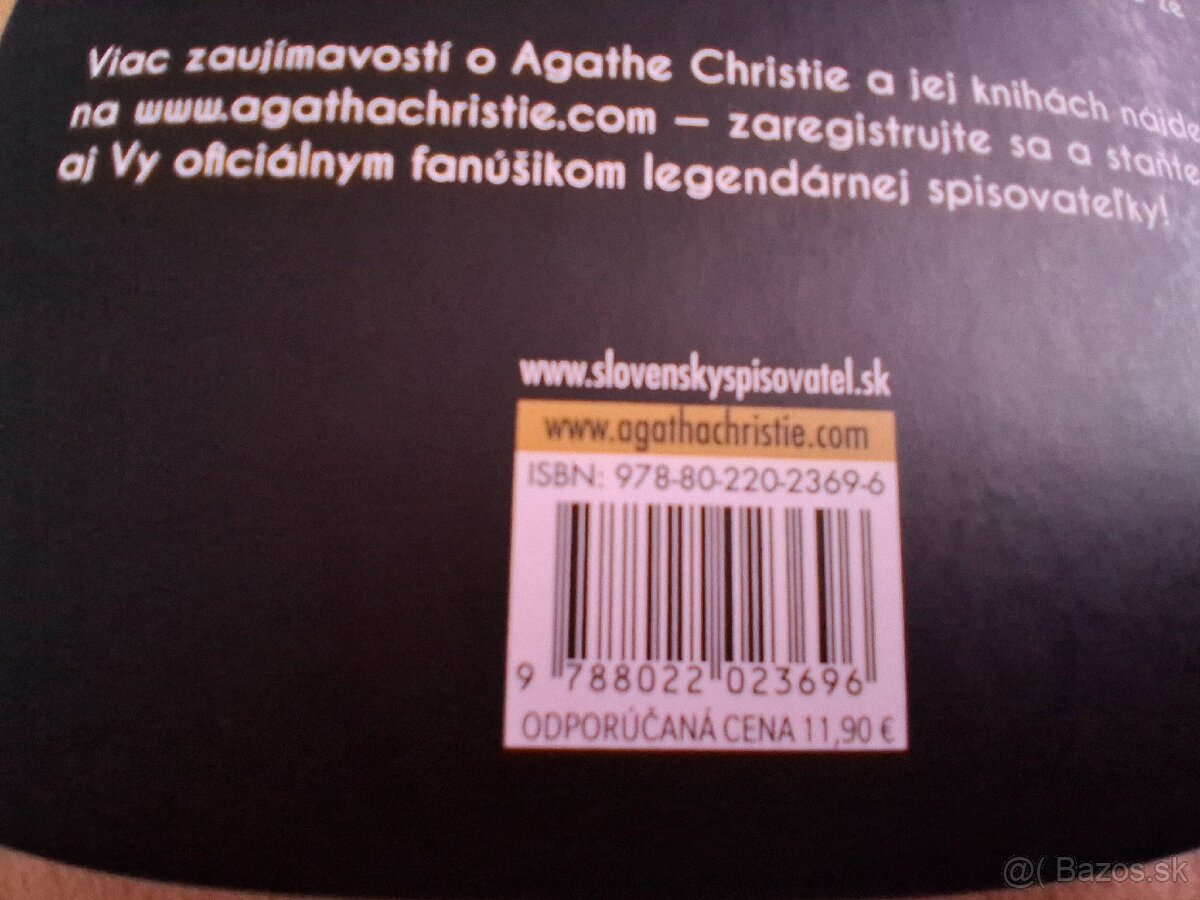 Viac zaujímavostí o Agathe Christie a jej knihách
na www.agathachristie.com — zaregistrujte sa a staňte
aj Vy oficiálnym fanúšikom legendárnej spisovateľky!
www.slovenskyspisovatel.sk
www.agathachristie.com
ISBN: 978-80-220-2369-6
9 788022 023696
ODPORÚČANÁ CENA 11,90 €
@( Bazos.sk